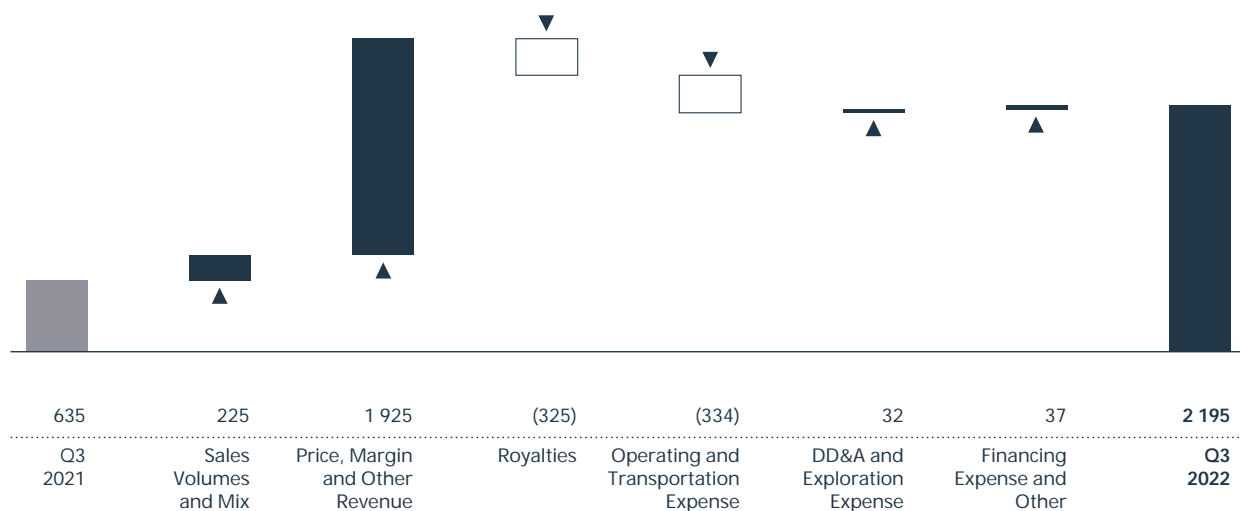 635 225 1 925 (325) (334) 32 37 2 195
Q3
2021
Sales
Volumes
and Mix
Price, Margin
and Other
Revenue
Royalties
Operating and
Transportation
Expense
DD&A and
Exploration
Expense
Financing
Expense and
Other
Q3
2022